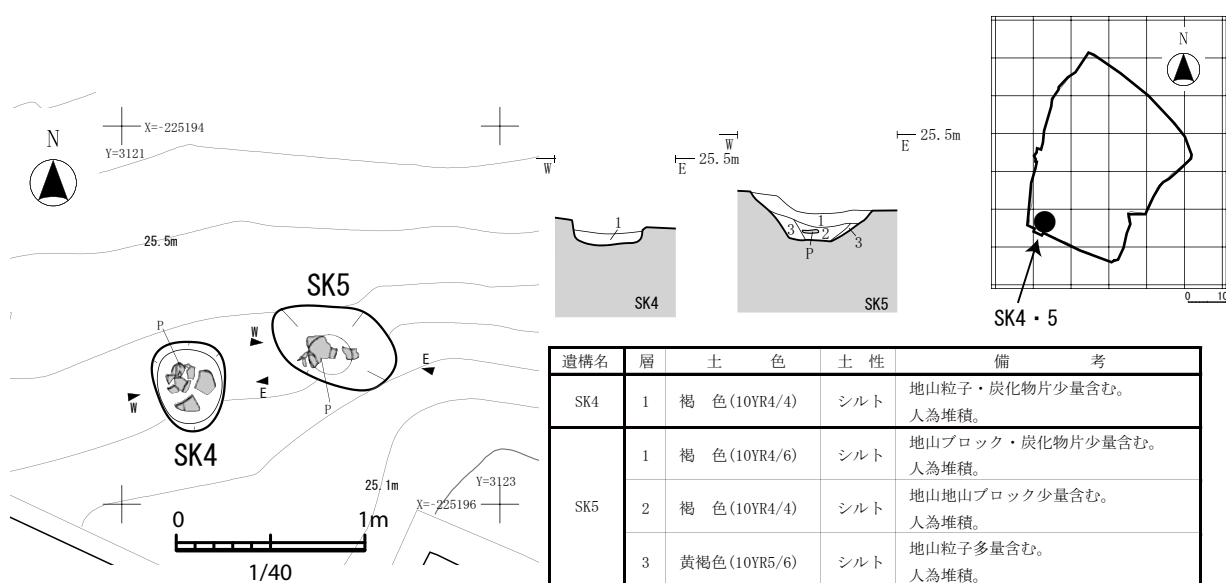 N
X=-225194
Y=3121
25.5m
SK5
P
W
E
W
E
P
SK4
25.1m
Y=3123
X=-225196
0
1m
1/40
W
E
25.5m
1
SK4
W
E
25.5m
1
3
2
3
P
SK5
N
0
10
SK4・5
遺構名 層 土 色 土 性 備 考
SK4 1 褐 色(10YR4/4) シルト 地山粒子・炭化物片少量含む。
人為堆積。
SK5 1 褐 色(10YR4/6) シルト 地山ブロック・炭化物片少量含む。
人為堆積。
2 褐 色(10YR4/4) シルト 地山地山ブロック少量含む。
人為堆積。
3 黄褐色(10YR5/6) シルト 地山粒子多量含む。
人為堆積。